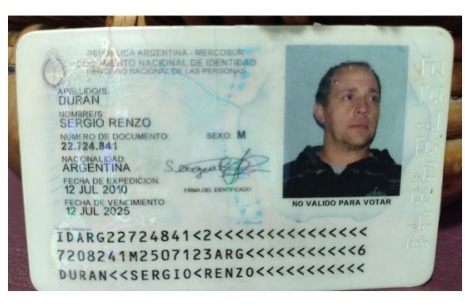 REPUBLICA ARGENTINA - MERCOSUR
DOCUMENTO NACIONAL DE IDENTIDAD
REGISTRO NACIONAL DE LAS PERSONAS
APELLIDO/S:
DURAN
NOMBRE/S:
SERGIO RENZO
NUMERO DE DOCUMENTO: SEXO M
22.724.841
NACIONALIDAD:
ARGENTINA
FECHA DE EXPEDICION:
12 JUL 2010
FIRMA DEL IDENTIFICADO
FECHA DE VENCIMIENTO
12 JUL 2025
NO VALIDO PARA VOTAR
IDARG22724841<2<<<<<<<<<<<<<<<
7208241M2507123ARG<<<<<<<<<<<6
DURAN<<SERGIO<RENZO<<<<<<<<<<<